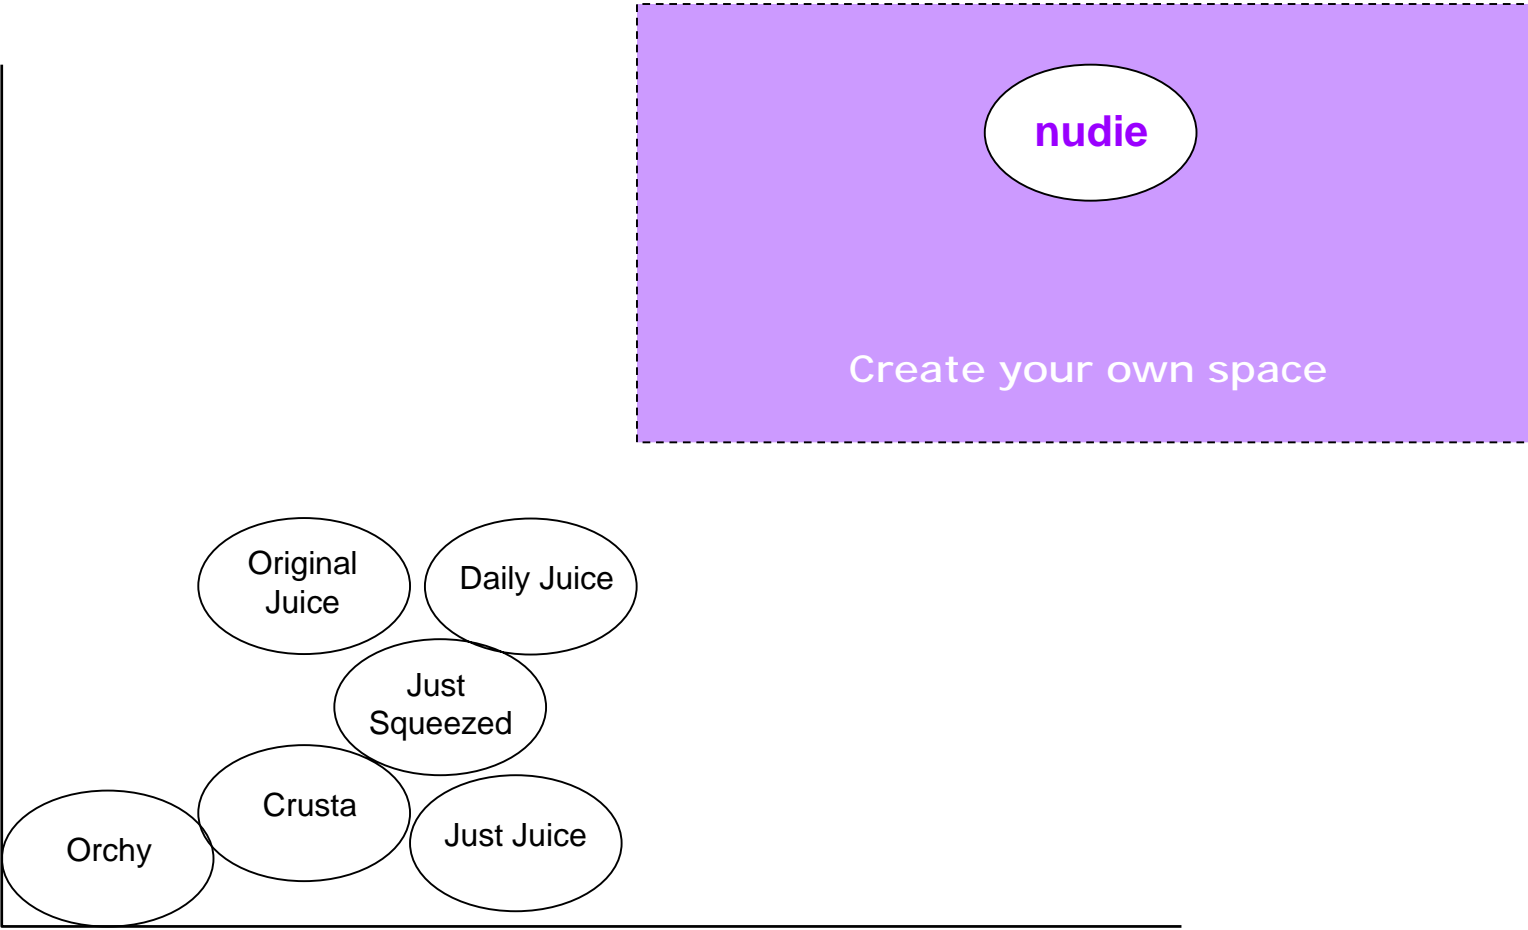 nudie
Create your own space
Original
Juice
Daily Juice
Just
Squeezed
Crusta
Just Juice
Orchy